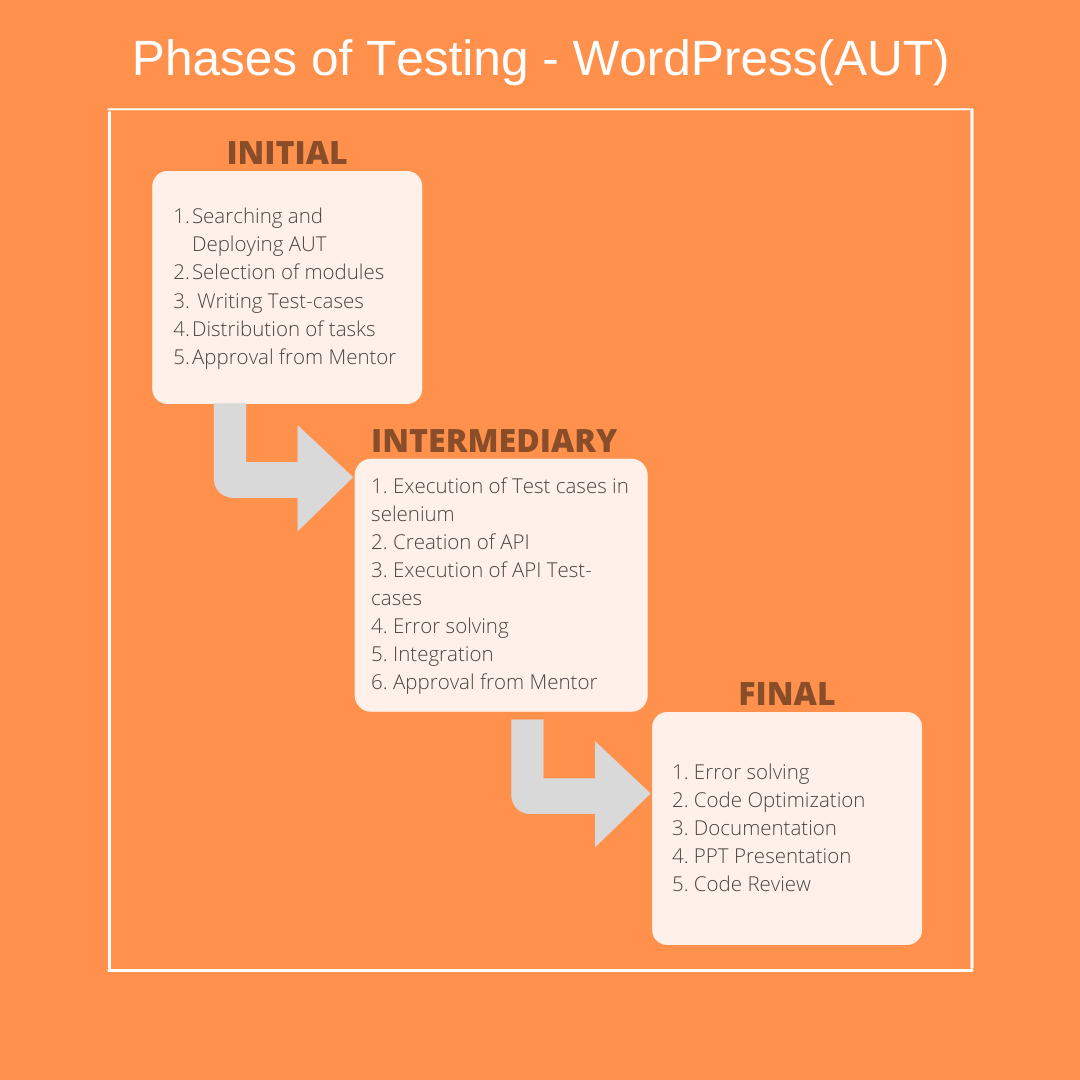 Phases of Testing - WordPress(AUT)
INITIAL
1. Searching and
Deploying AUT
2. Selection of modules
3. Writing Test-cases
4. Distribution of tasks
5. Approval from Mentor
INTERMEDIARY
1. Execution of Test cases in
selenium
2. Creation of API
3. Execution of API Test-
cases
4. Error solving
5. Integration
6. Approval from Mentor
FINAL
1. Error solving
2. Code Optimization
3. Documentation
4. PPT Presentation
5. Code Review